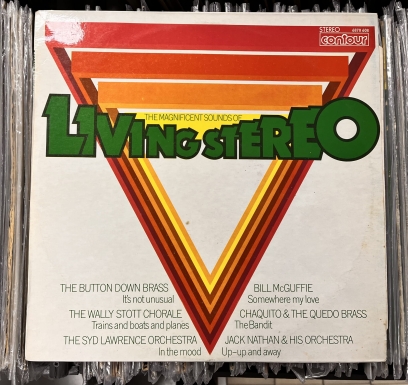 STEREO 6870 608
contour
THE MAGNIFICENT SOUNDS OF
LIVING STEREO
THE BUTTON DOWN BRASS
It's not unusual
BILL McGUFFIE
Somewhere my love
THE WALLY STOTT CHORALE
Trains and boats and planes
CHAQUITO & THE QUEDO BRASS
The Bandit
THE SYD LAWRENCE ORCHESTRA
In the mood
JACK NATHAN & HIS ORCHESTRA
Up-up and away